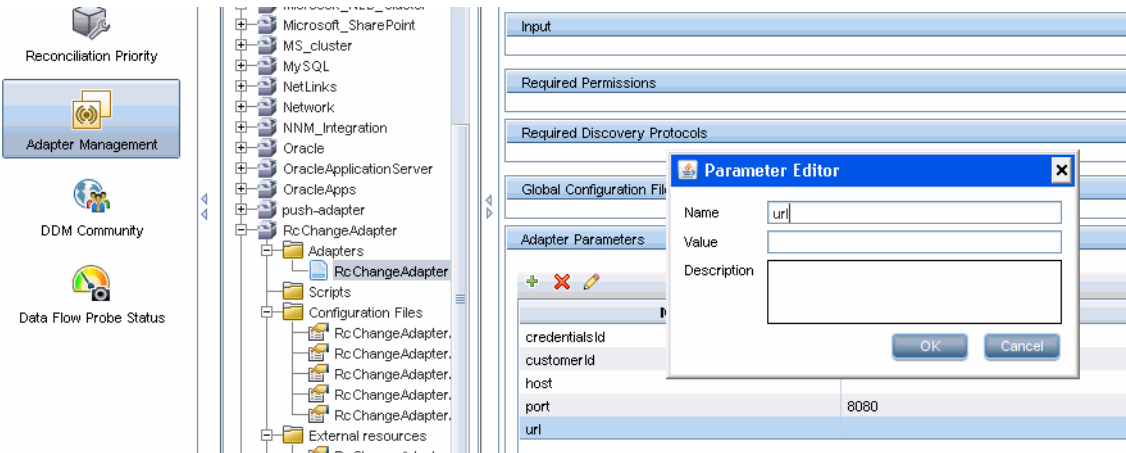 Reconciliation Priority
Adapter Management
DDM Community
Data Flow Probe Status
Microsoft_NLB_Cluster
Microsoft_SharePoint
MS_cluster
MySQL
NetLinks
Network
NNM_Integration
Oracle
OracleApplicationServer
OracleApps
push-adapter
RcChangeAdapter
Adapters
RcChangeAdapter
Scripts
Configuration Files
RcChangeAdapter.
RcChangeAdapter.
RcChangeAdapter.
RcChangeAdapter.
RcChangeAdapter.
External resources
Input
Required Permissions
Required Discovery Protocols
Global Configuration Fil
Adapter Parameters
credentialsId
customerId
host
port 8080
url
Parameter Editor
Name url
Value
Description
OK Cancel